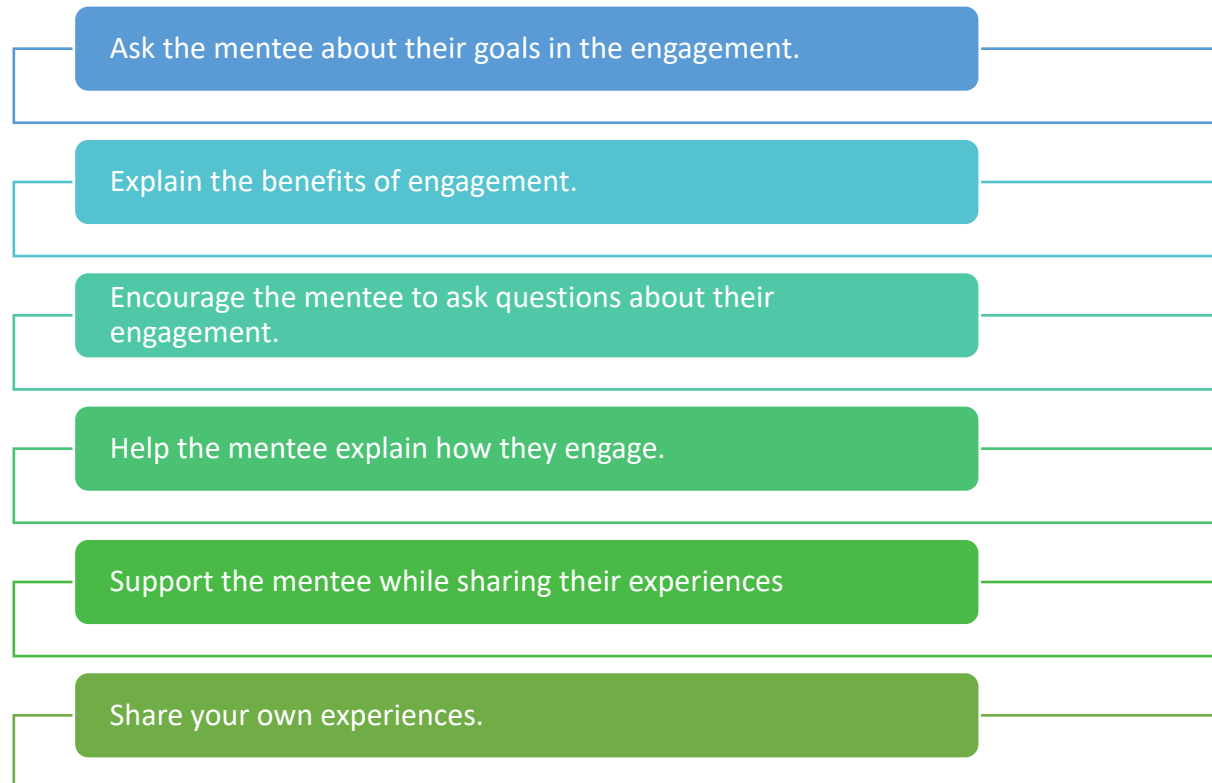 Ask the mentee about their goals in the engagement.
Explain the benefits of engagement.
Encourage the mentee to ask questions about their
engagement.
Help the mentee explain how they engage.
Support the mentee while sharing their experiences
Share your own experiences.